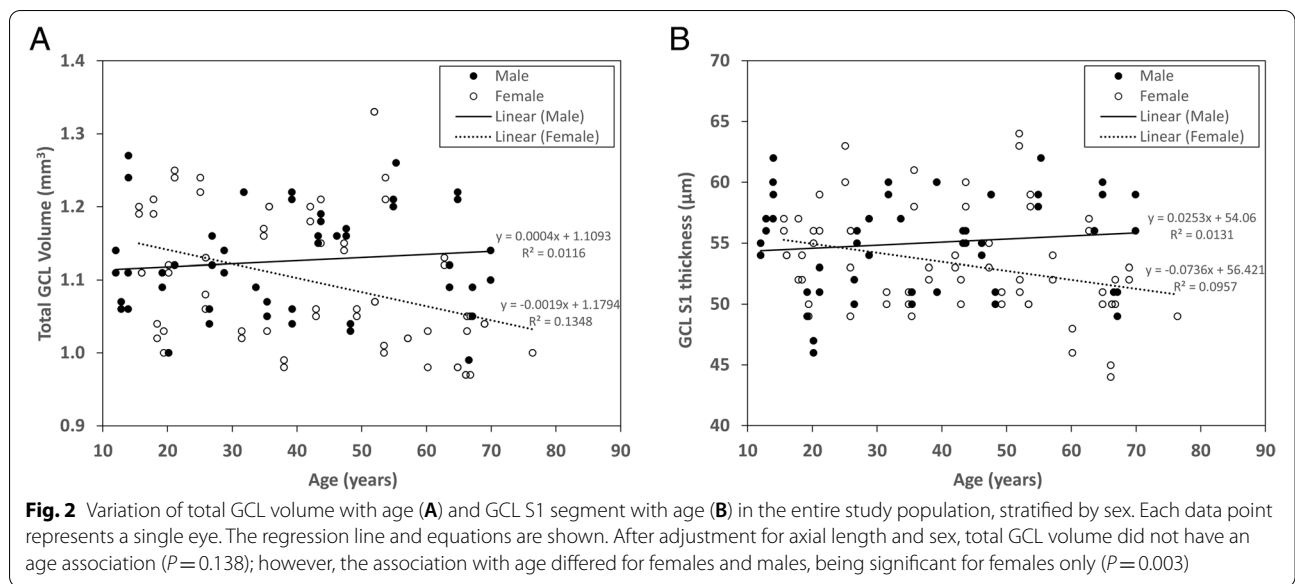 A
Total GCL Volume (mm³)
1.4
1.3
1.2
1.1
1.0
0.9
Male
Female
Linear (Male)
Linear (Female)
y = 0.0004x + 1.1093
R² = 0.0116
y = -0.0019x + 1.1794
R² = 0.1348
10 20 30 40 50 60 70 80 90
Age (years)
B
GCL S1 thickness (µm)
70
65
60
55
50
45
40
Male
Female
Linear (Male)
Linear (Female)
y = 0.0253x + 54.06
R² = 0.0131
y = -0.0736x + 56.421
R² = 0.0957
10 20 30 40 50 60 70 80 90
Age (years)
Fig. 2 Variation of total GCL volume with age (A) and GCL S1 segment with age (B) in the entire study population, stratified by sex. Each data point
represents a single eye. The regression line and equations are shown. After adjustment for axial length and sex, total GCL volume did not have an
age association (P = 0.138); however, the association with age differed for females and males, being significant for females only (P = 0.003)